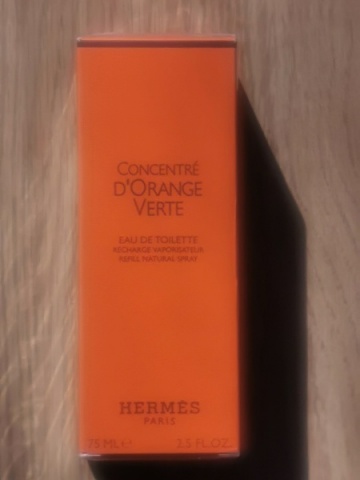 CONCENTRÉ
D'ORANGE
VERTE
EAU DE TOILETTE
RECHARGE VAPORISATEUR
REFILL NATURAL SPRAY
HERMÈS
PARIS
75 ML ℮ 2.5 FL.OZ.